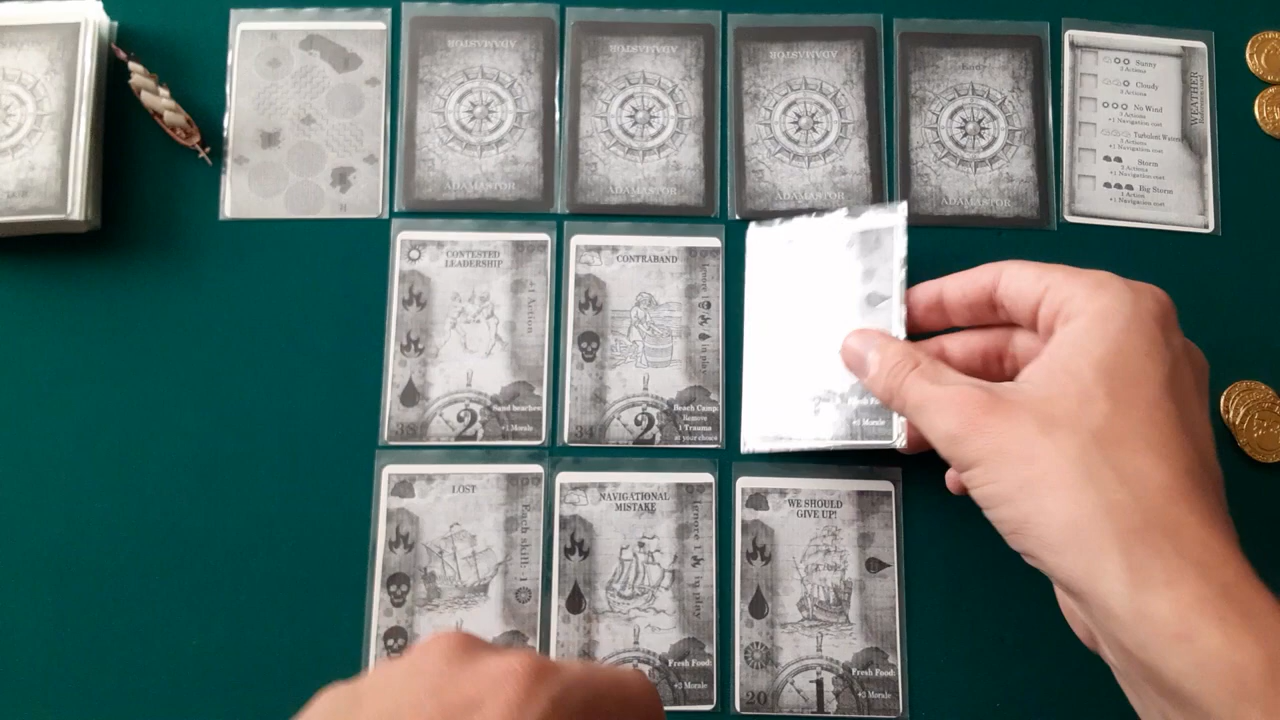 ADAMASTOR
ADAMASTOR
ADAMASTOR
ADAMASTOR
ADAMASTOR
ADAMASTOR
ADAMASTOR
WEATHER
Sunny
3 Actions
Cloudy
3 Actions
No Wind
3 Actions
+1 Navigation cost
Turbulent Waters
+1 Navigation cost
Storm
2 Actions
+1 Navigation cost
Big Storm
1 Action
+1 Navigation cost
CONTESTED
LEADERSHIP
+1 Action
38
2
Sand beaches:
+1 Morale
CONTRABAND
Ignore 1
in play
2
Beach Camp:
Remove
1 Trauma
at your choice
+3 Morale
LOST
Each skill: -1
NAVIGATIONAL
MISTAKE
Ignore 1
in play
Fresh Food:
+3 Morale
WE SHOULD
GIVE UP!
20
1
Fresh Food:
+3 Morale